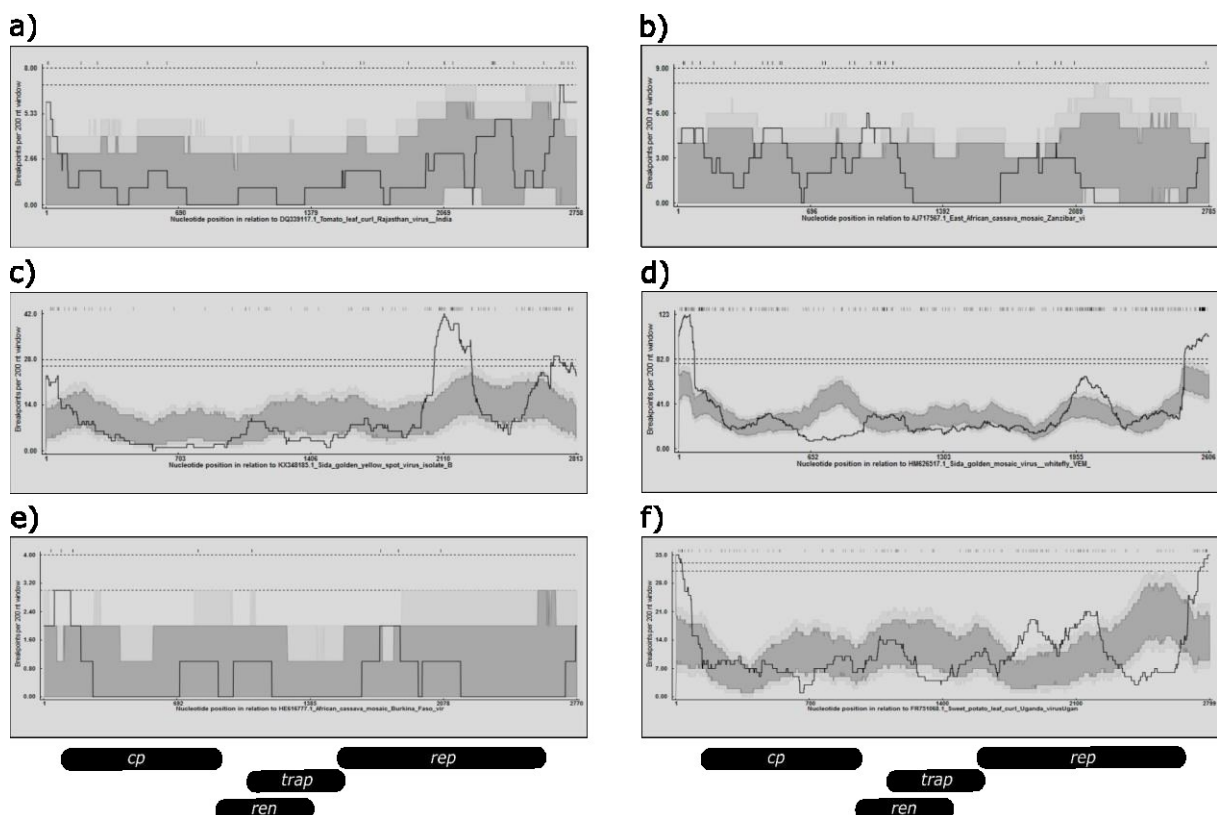 a)
8.00
5.33
2.66
0.00
Breakpoints per 200 nt window
1 690 1379 2068 2758
Nucleotide position in relation to DQ339117.1_Tomato_leaf_curl_Rajasthan_virus__India
b)
9.00
6.00
3.00
0.00
Breakpoints per 200 nt window
1 696 1392 2089 2785
Nucleotide position in relation to AJ717567.1_East_African_cassava_mosaic_Zanzibar_vi
c)
42.0
28.0
14.0
0.00
Breakpoints per 200 nt window
1 703 1406 2110 2813
Nucleotide position in relation to KX348185.1_Sida_golden_yellow_spot_virus_isolate_B
d)
123
82.0
41.0
0.00
Breakpoints per 200 nt window
1 652 1303 1955 2606
Nucleotide position in relation to HM626517.1_Sida_golden_mosaic_virus__whitefly_VEM_
e)
4.00
3.20
2.40
1.60
0.80
0.00
Breakpoints per 200 nt window
1 692 1385 2078 2770
Nucleotide position in relation to HE616777.1_African_cassava_mosaic_Burkina_Faso_vir
f)
35.0
28.0
21.0
14.0
7.00
Breakpoints per 200 nt window
1 700 1400 2100 2799
Nucleotide position in relation to FR751068.1_Sweet_potato_leaf_curl_Uganda_virusUgan
cp
rep
trap
ren
cp
rep
trap
ren